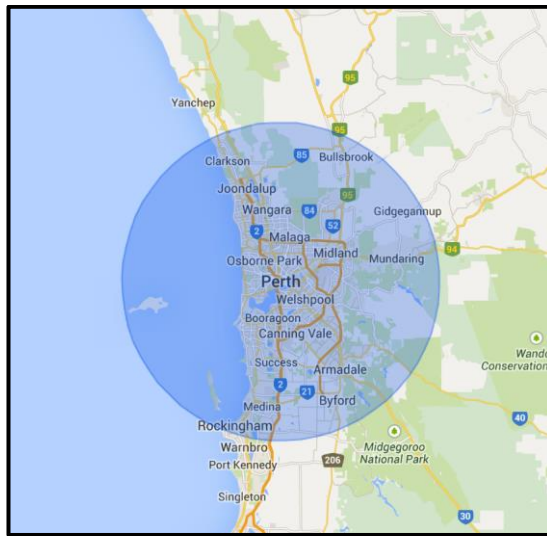 95
Yanchep
95
Clarkson
85
Bullsbrook
Joondalup
95
Wangara
84
Gidgegannup
2
52
Malaga
94
Osborne Park
Midland
Mundaring
Perth
Welshpool
Booragoon
Canning Vale
Wando
Conservation
Success
Armadale
2
21
Byford
Medina
40
Rockingham
Warnbro
Midgegoroo
National Park
206
Port Kennedy
Singleton
30